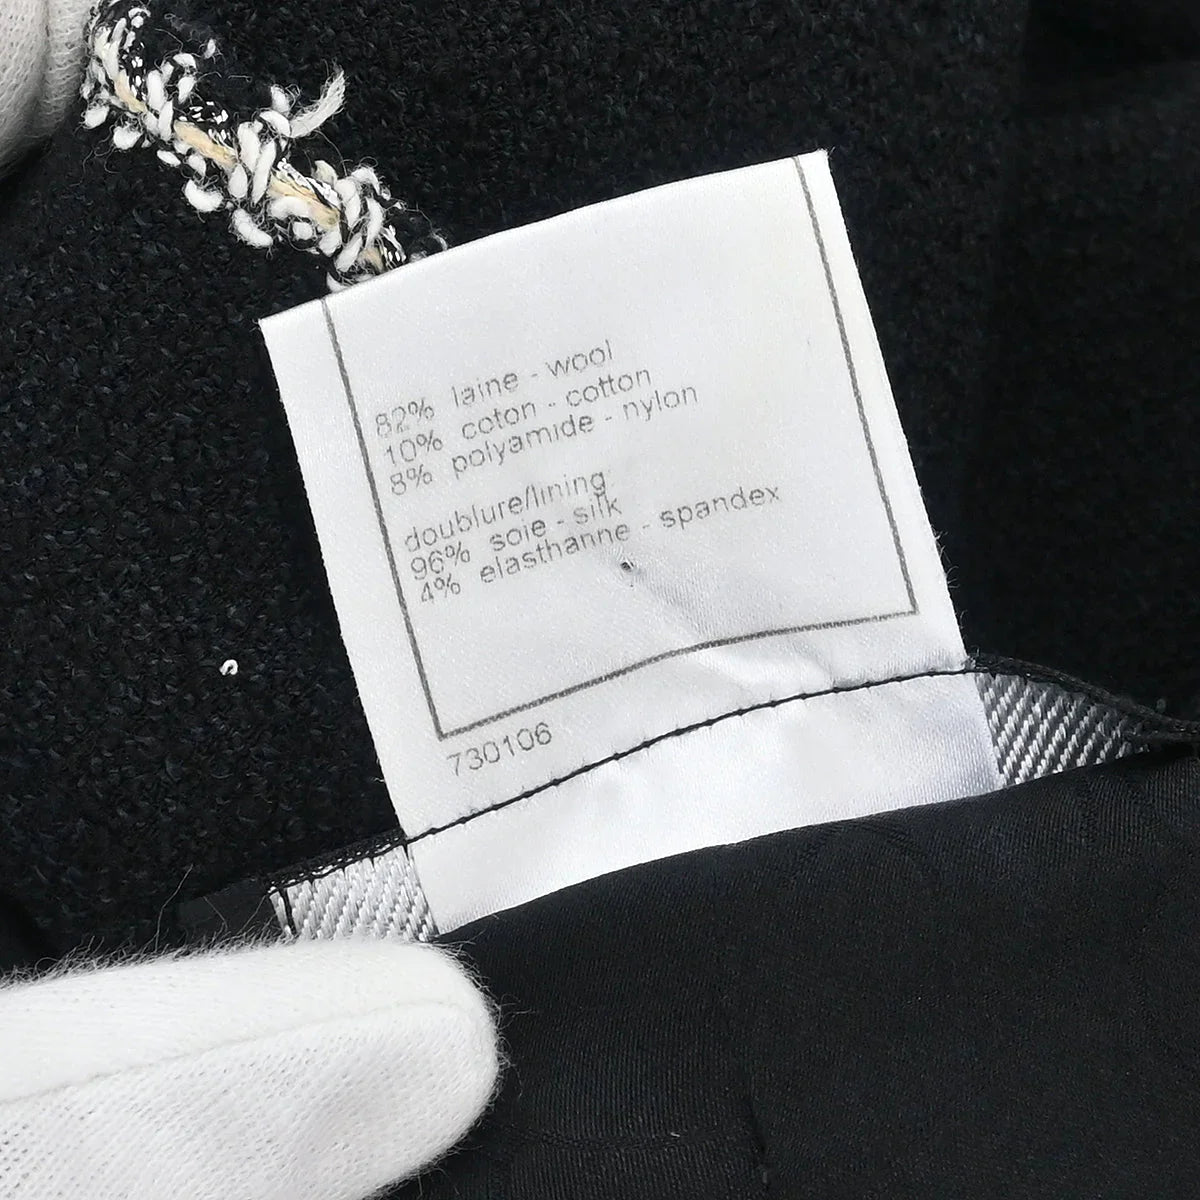 82% laine - wool
10% coton - cotton
8% polyamide - nylon
doublure/lining
96% soie - silk
4% elasthanne - spandex
730106